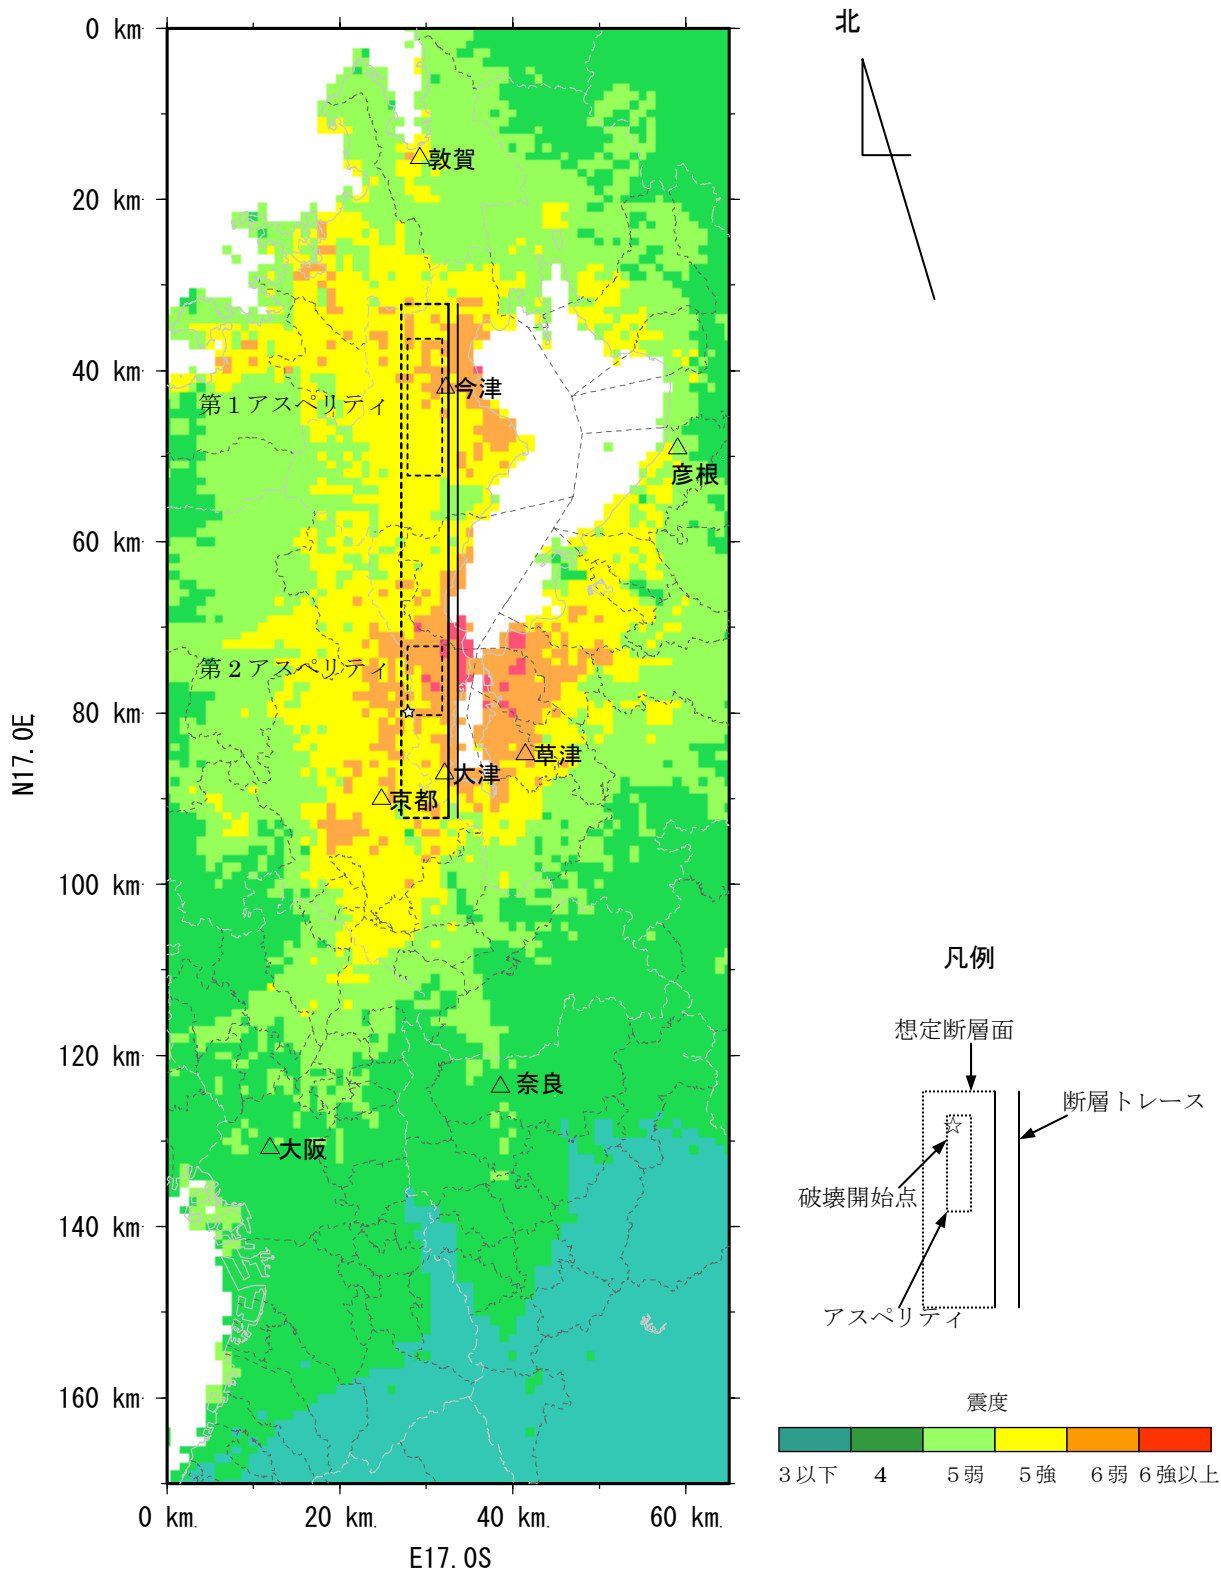 0 km
20 km
40 km
60 km
80 km
100 km
120 km
140 km
160 km
N17.0E
0 km.
20 km.
40 km.
60 km.
E17.0S
敦賀
今津
第１アスペリティ
彦根
第２アスペリティ
草津
大津
京都
奈良
大阪
北
凡例
想定断層面
断層トレース
破壊開始点
アスペリティ
震度
３以下 4 ５弱 ５強 ６弱 ６強以上